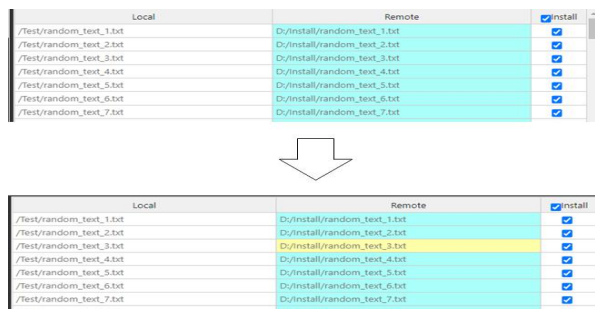 Local Remote Install
/Test/random_text_1.txt D:/Install/random_text_1.txt
/Test/random_text_2.txt D:/Install/random_text_2.txt
/Test/random_text_3.txt D:/Install/random_text_3.txt
/Test/random_text_4.txt D:/Install/random_text_4.txt
/Test/random_text_5.txt D:/Install/random_text_5.txt
/Test/random_text_6.txt D:/Install/random_text_6.txt
/Test/random_text_7.txt D:/Install/random_text_7.txt
Local Remote Install
/Test/random_text_1.txt D:/Install/random_text_1.txt
/Test/random_text_2.txt D:/Install/random_text_2.txt
/Test/random_text_3.txt D:/Install/random_text_3.txt
/Test/random_text_4.txt D:/Install/random_text_4.txt
/Test/random_text_5.txt D:/Install/random_text_5.txt
/Test/random_text_6.txt D:/Install/random_text_6.txt
/Test/random_text_7.txt D:/Install/random_text_7.txt